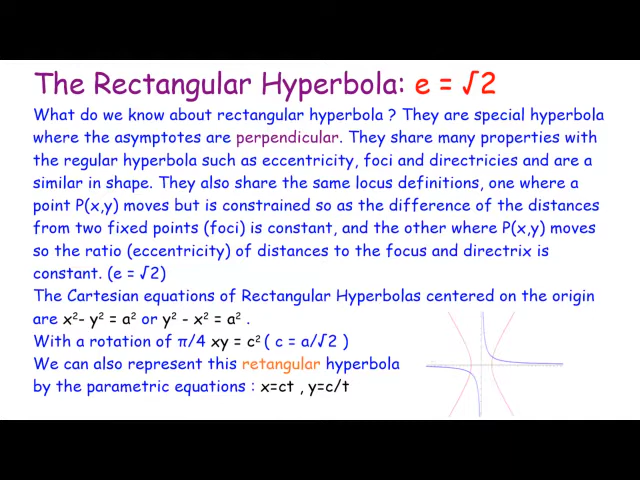 The Rectangular Hyperbola: e = √2
What do we know about rectangular hyperbola ? They are special hyperbola
where the asymptotes are perpendicular. They share many properties with
the regular hyperbola such as eccentricity, foci and directricies and are a
similar in shape. They also share the same locus definitions, one where a
point P(x,y) moves but is constrained so as the difference of the distances
from two fixed points (foci) is constant, and the other where P(x,y) moves
so the ratio (eccentricity) of distances to the focus and directrix is
constant. (e = √2)
The Cartesian equations of Rectangular Hyperbolas centered on the origin
are x²- y² = a² or y² - x² = a² .
With a rotation of π/4 xy = c² ( c = a/√2 )
We can also represent this retangular hyperbola
by the parametric equations : x=ct , y=c/t